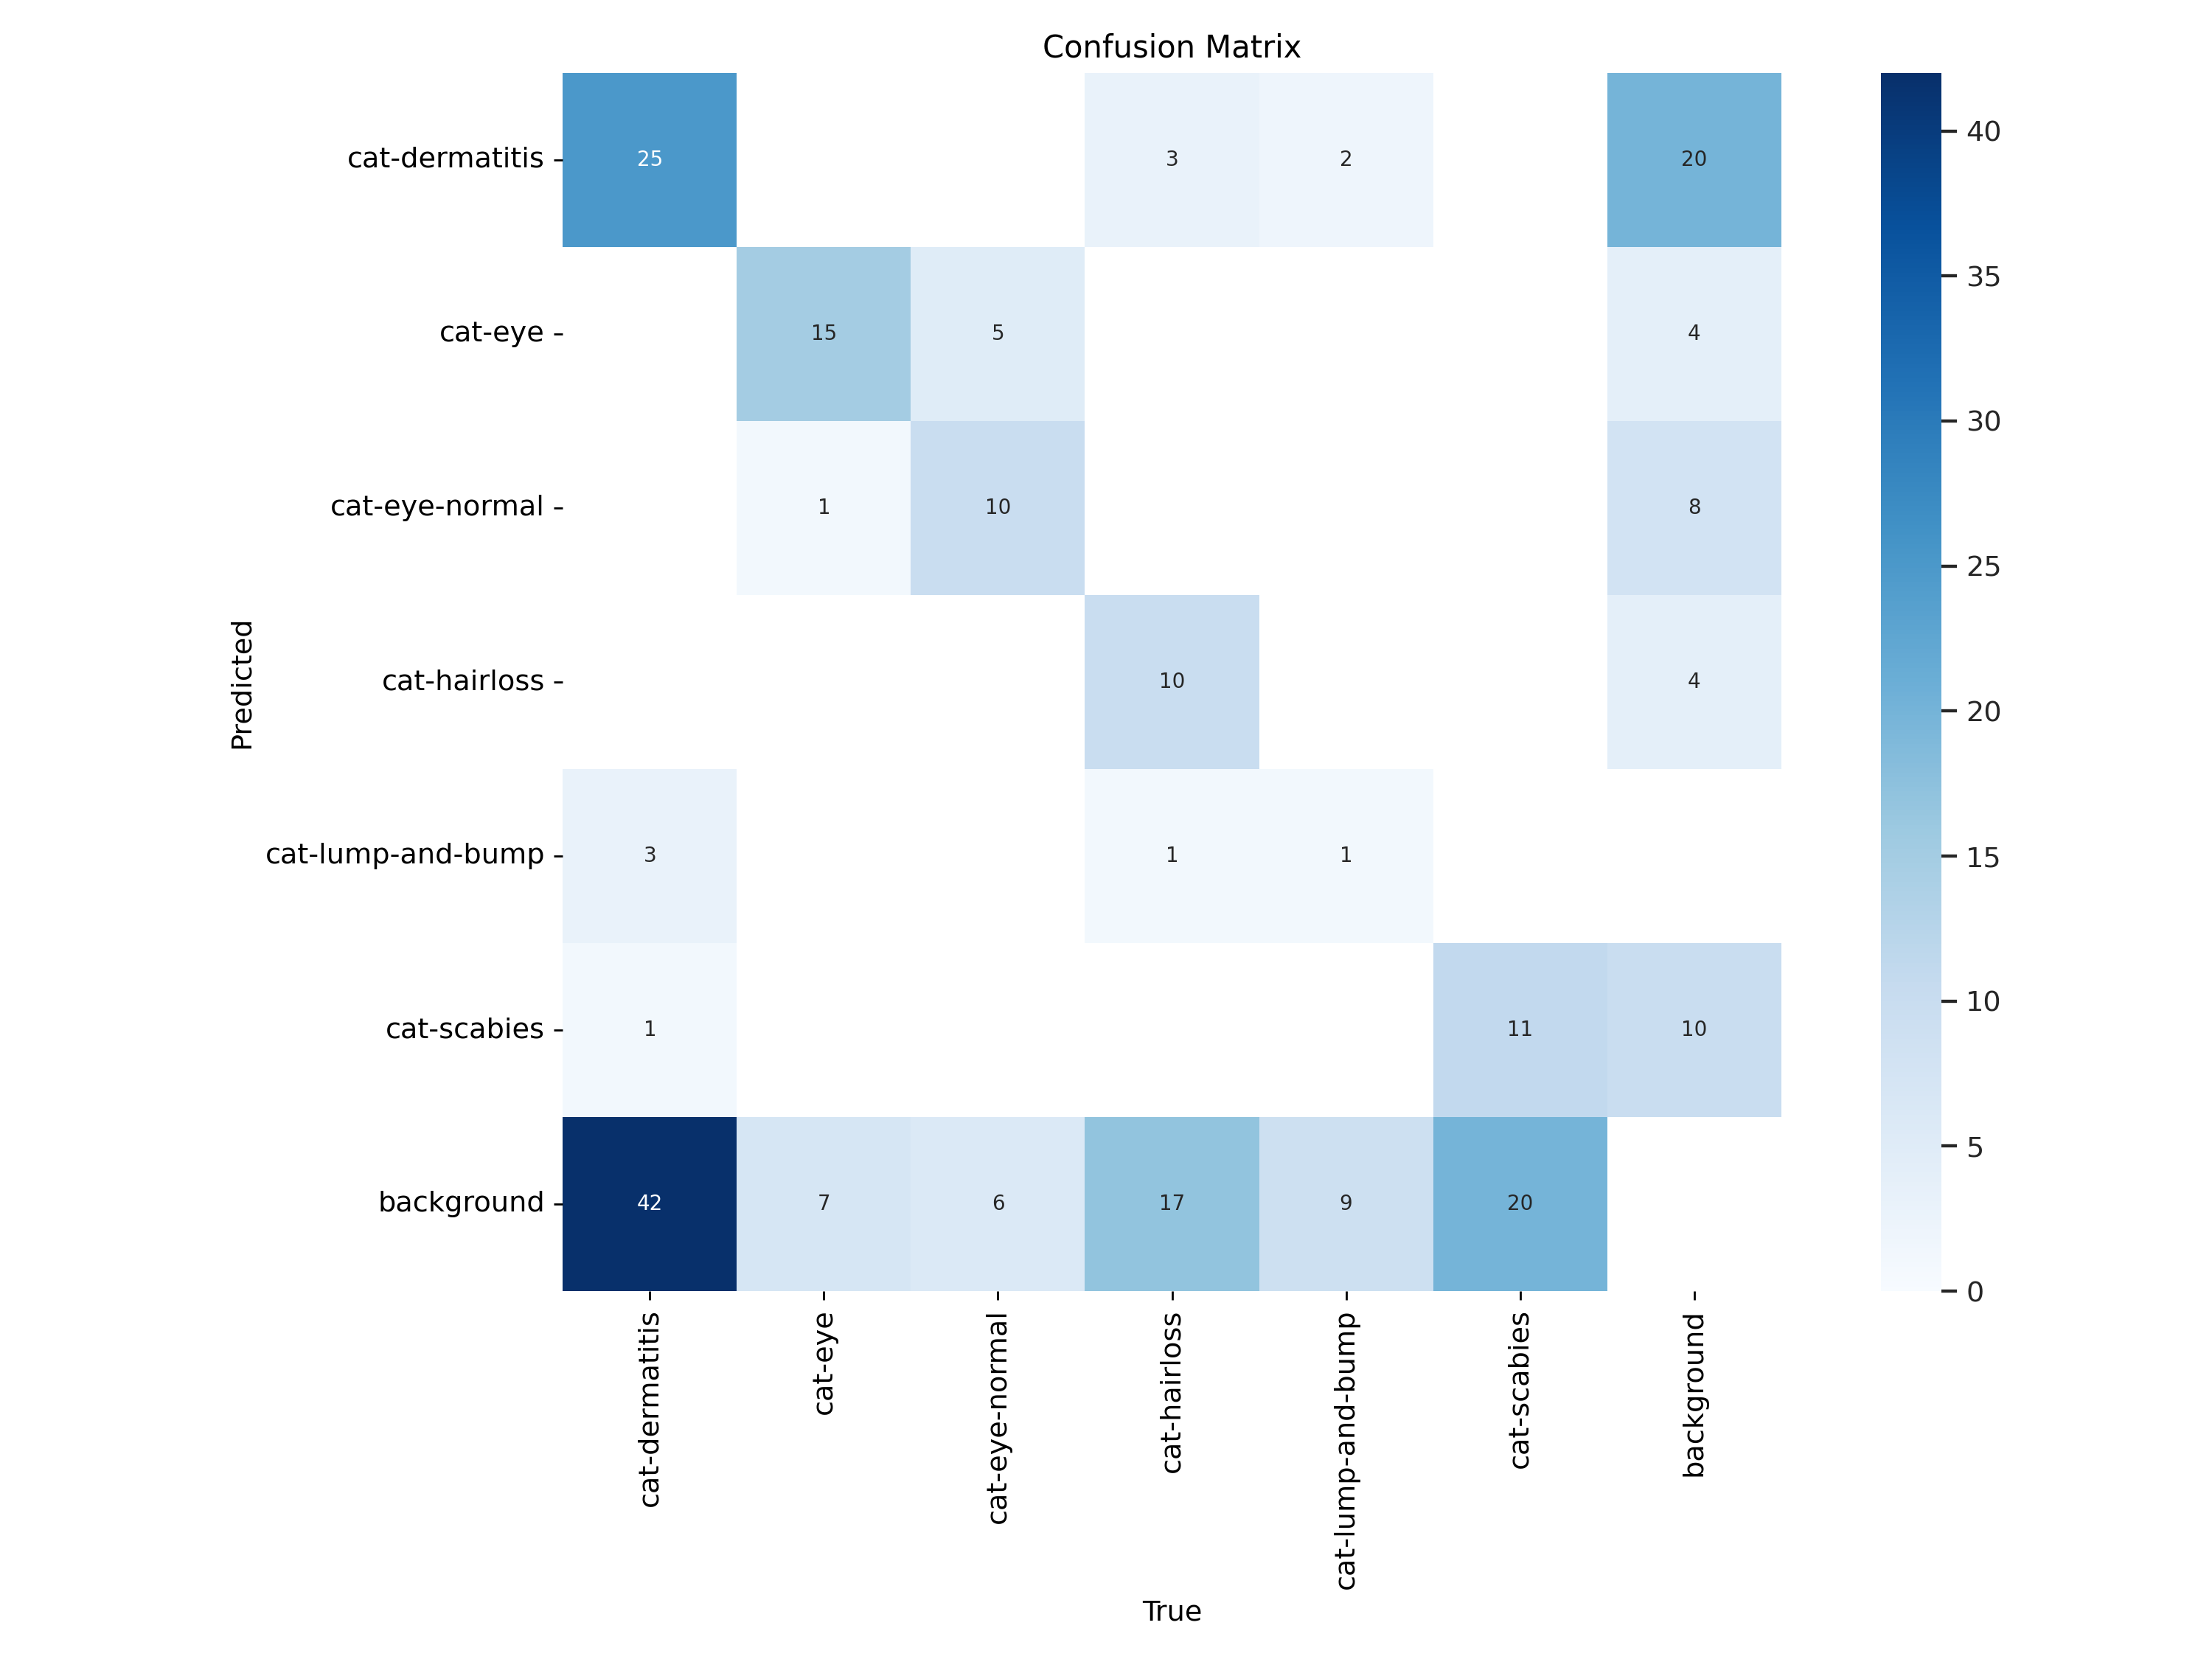 Confusion Matrix
cat-dermatitis
25 3 2 20
cat-eye
15 5 4
cat-eye-normal
1 10 8
cat-hairloss
10 4
cat-lump-and-bump
3 1 1
cat-scabies
1 11 10
background
42 7 6 17 9 20
Predicted
cat-dermatitis
cat-eye
cat-eye-normal
cat-hairloss
cat-lump-and-bump
cat-scabies
background
True
40
35
30
25
20
15
10
5
0